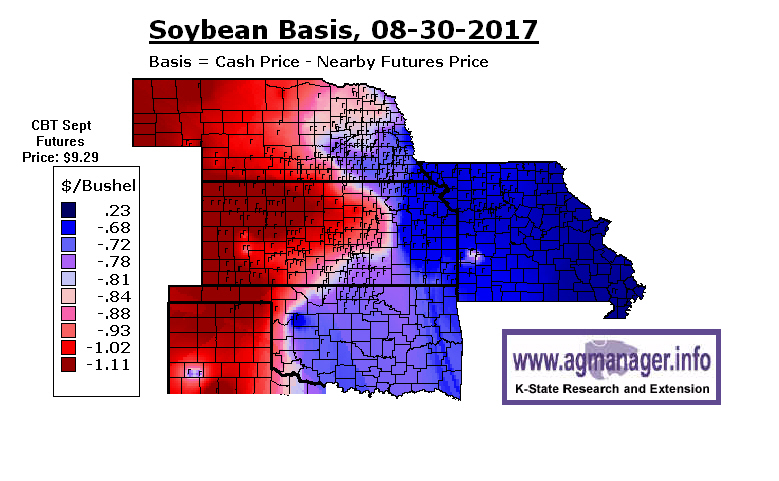 Soybean Basis, 08-30-2017
Basis = Cash Price - Nearby Futures Price
CBT Sept
Futures
Price: $9.29
$/Bushel
.23
-.68
-.72
-.78
-.81
-.84
-.88
-.93
-1.02
-1.11
www.agmanager.info
K-State Research and Extension